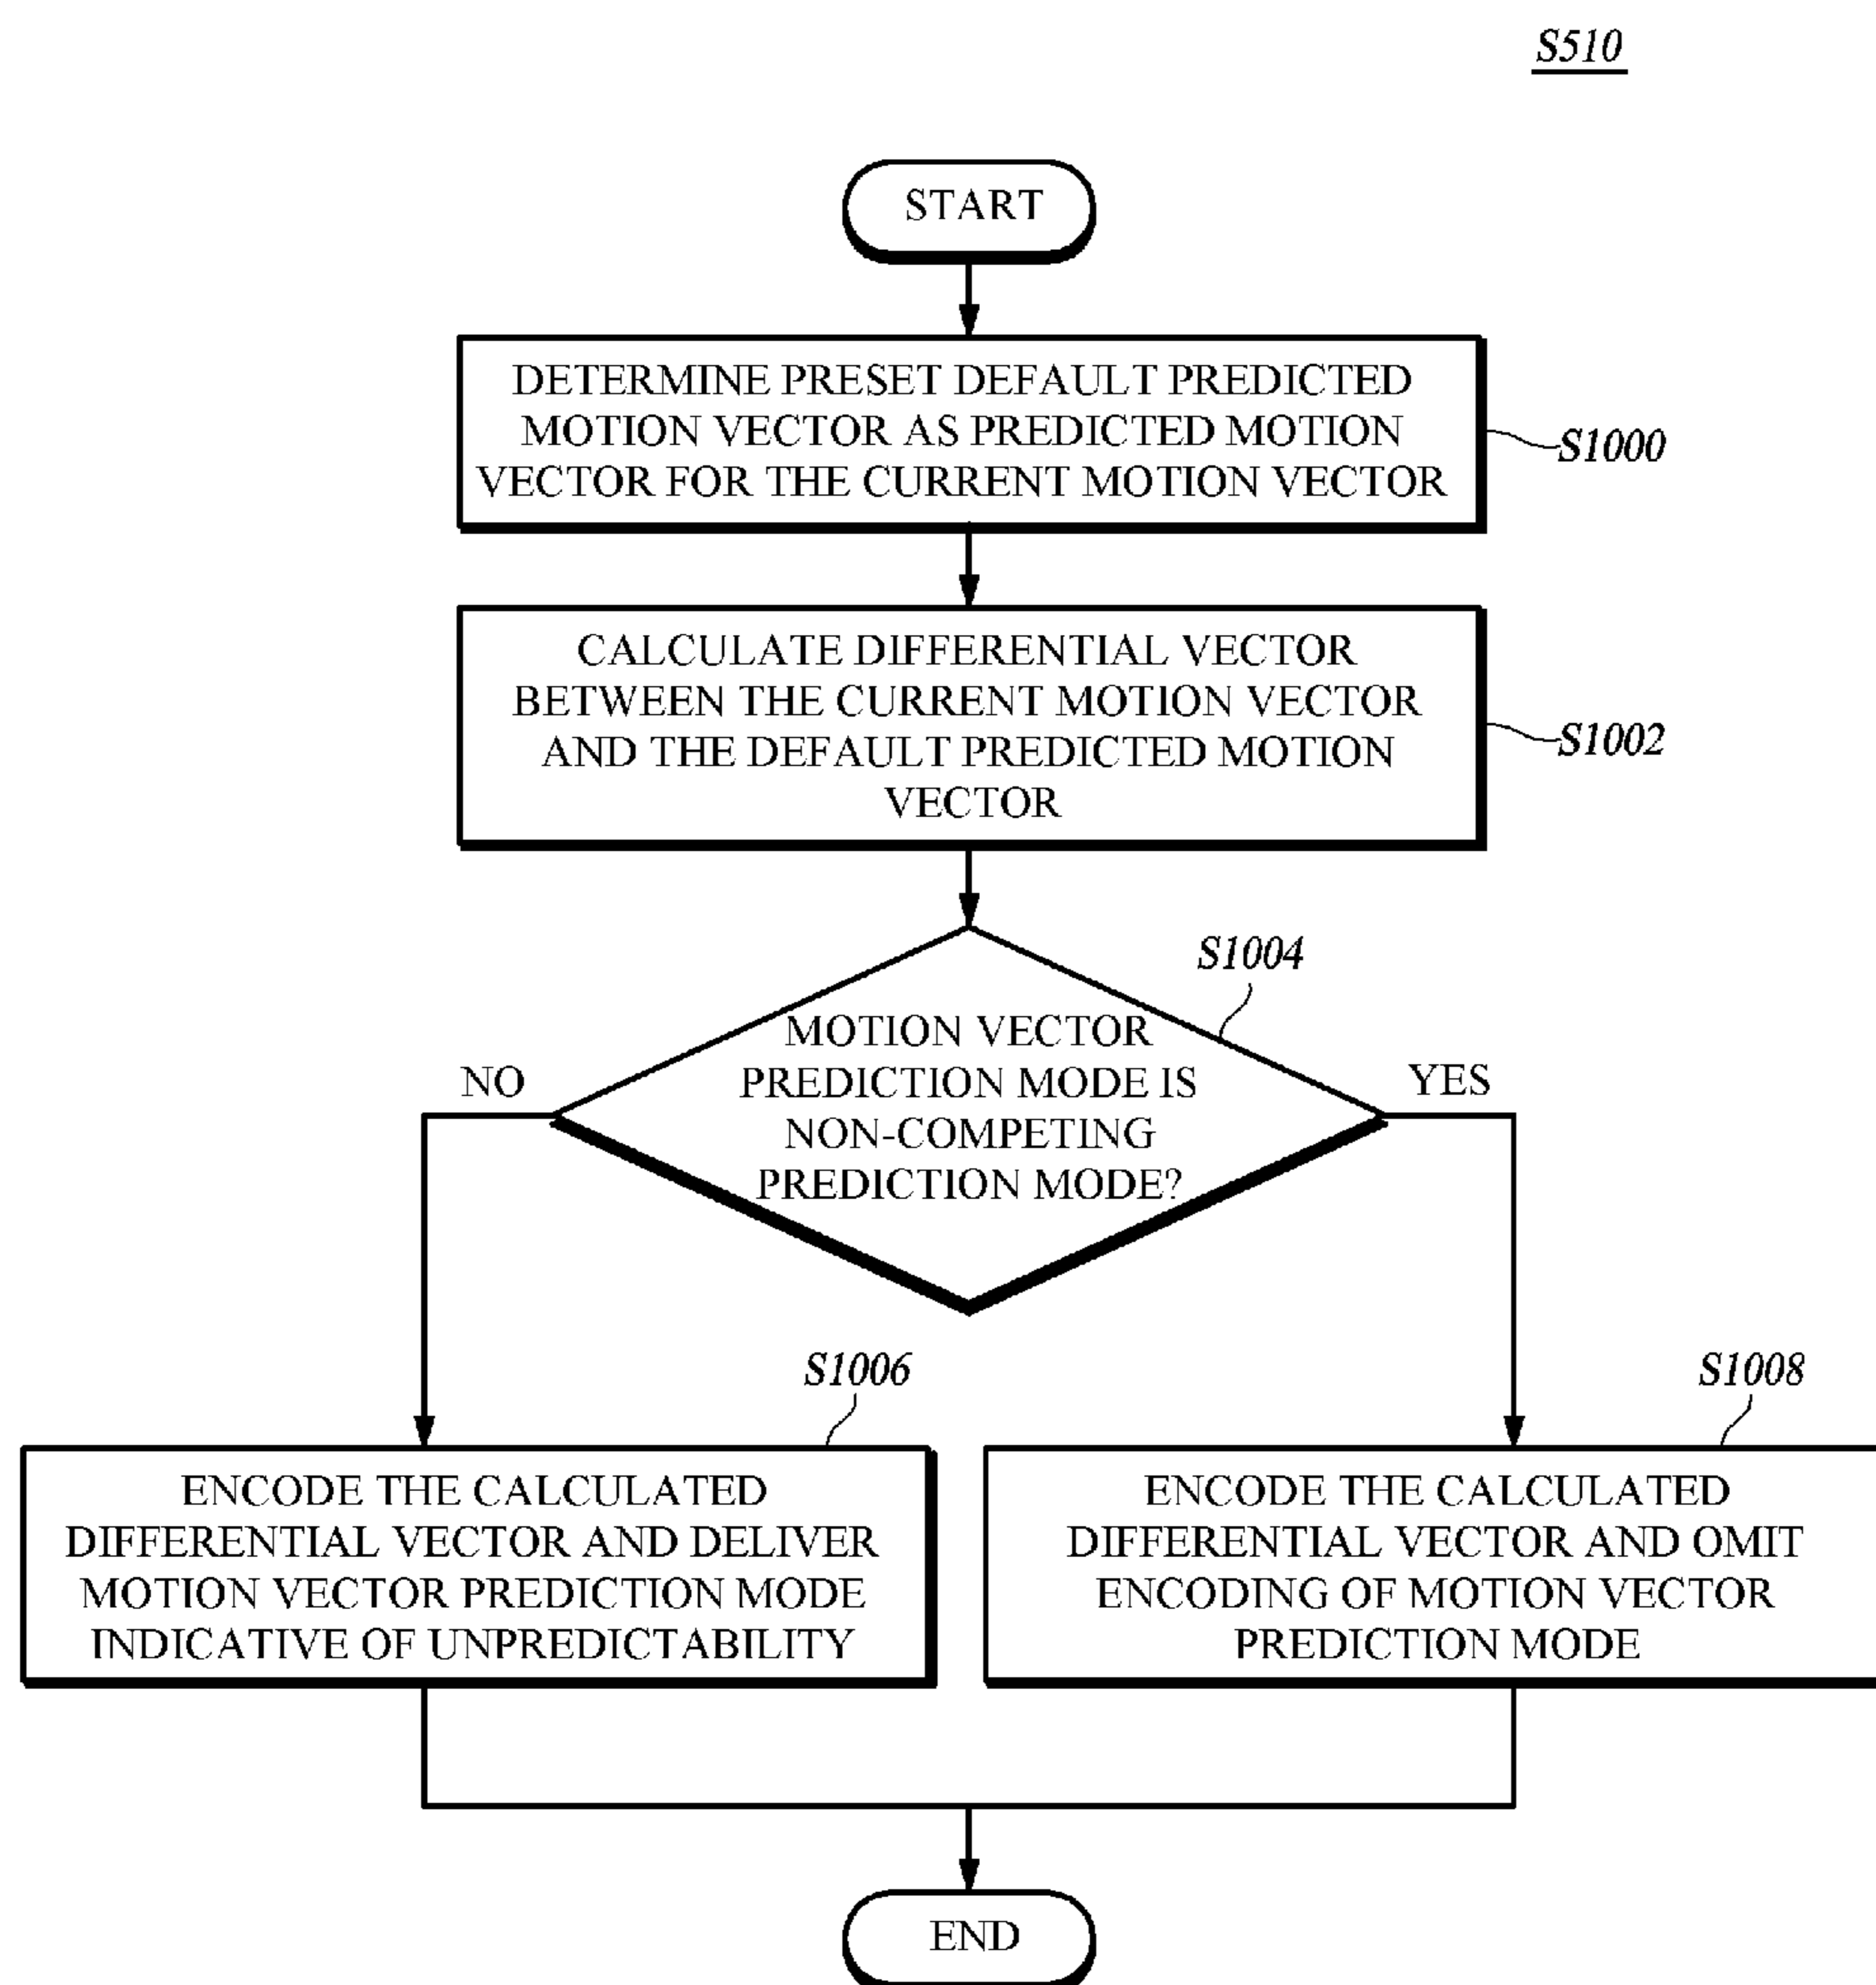 S510
START
DETERMINE PRESET DEFAULT PREDICTED
MOTION VECTOR AS PREDICTED MOTION
VECTOR FOR THE CURRENT MOTION VECTOR
S1000
CALCULATE DIFFERENTIAL VECTOR
BETWEEN THE CURRENT MOTION VECTOR
AND THE DEFAULT PREDICTED MOTION
VECTOR
S1002
S1004
MOTION VECTOR
PREDICTION MODE IS
NON-COMPETING
PREDICTION MODE?
NO
YES
S1006
ENCODE THE CALCULATED
DIFFERENTIAL VECTOR AND DELIVER
MOTION VECTOR PREDICTION MODE
INDICATIVE OF UNPREDICTABILITY
S1008
ENCODE THE CALCULATED
DIFFERENTIAL VECTOR AND OMIT
ENCODING OF MOTION VECTOR
PREDICTION MODE
END